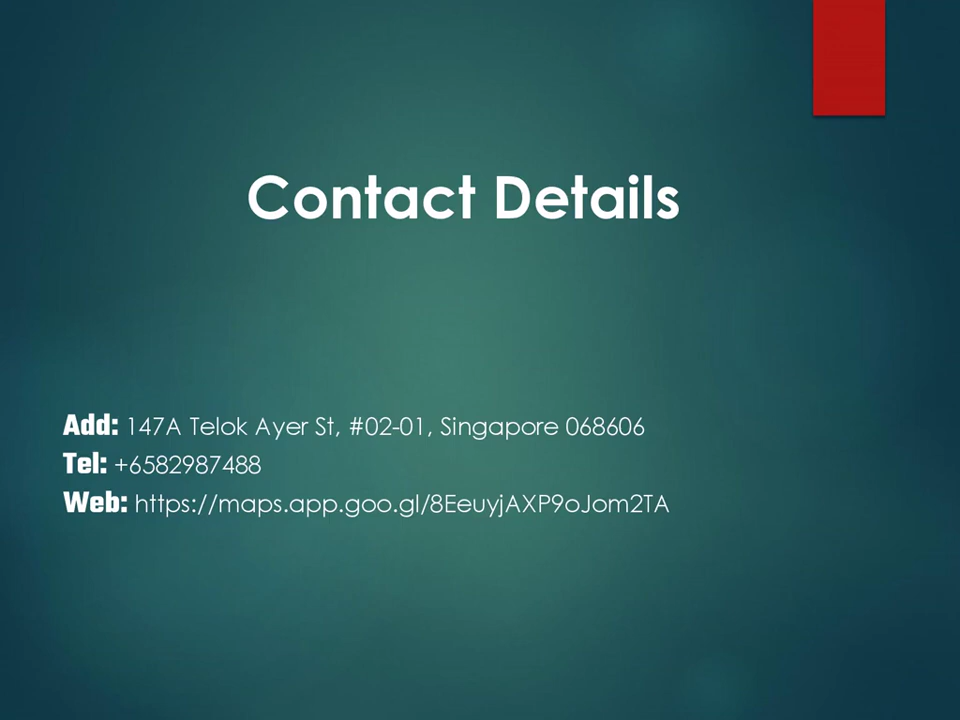 Contact Details
Add: 147A Telok Ayer St, #02-01, Singapore 068606
Tel: +6582987488
Web: https://maps.app.goo.gl/8EeuyjAXP9oJom2TA